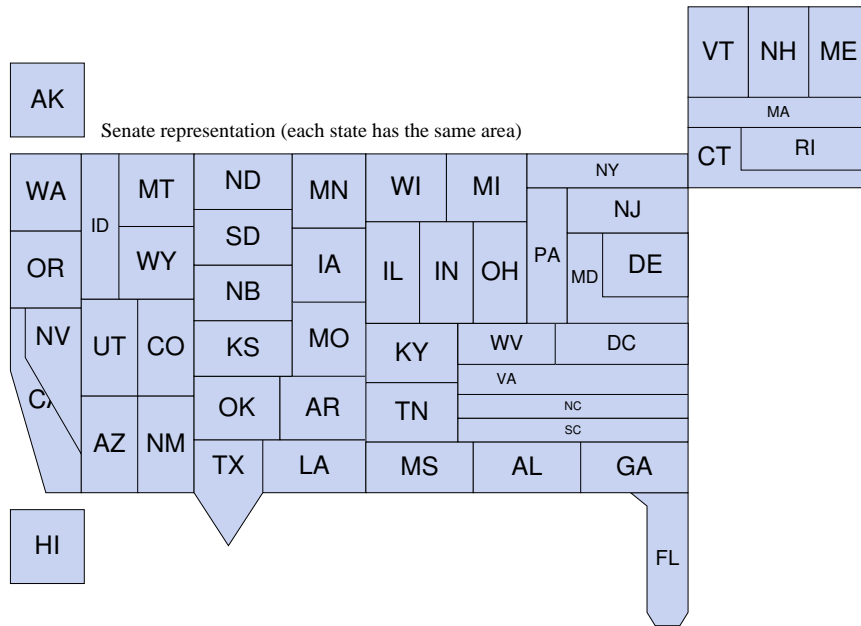 VT NH ME
AK
MA
Senate representation (each state has the same area)
CT RI
WA ID MT ND MN WI MI NY
NJ
OR WY SD IA IL IN OH PA MD DE
NB
NV UT CO KS MO KY WV DC
VA
CA OK AR TN NC
SC
AZ NM TX LA MS AL GA
HI FL